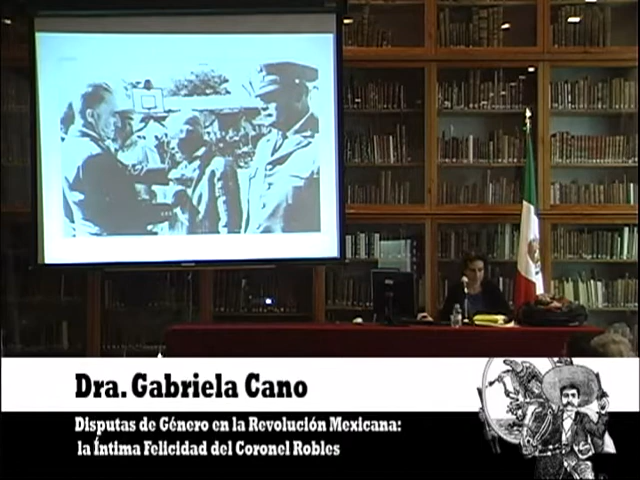 Dra. Gabriela Cano
Disputas de Género en la Revolución Mexicana:
la Íntima Felicidad del Coronel Robles